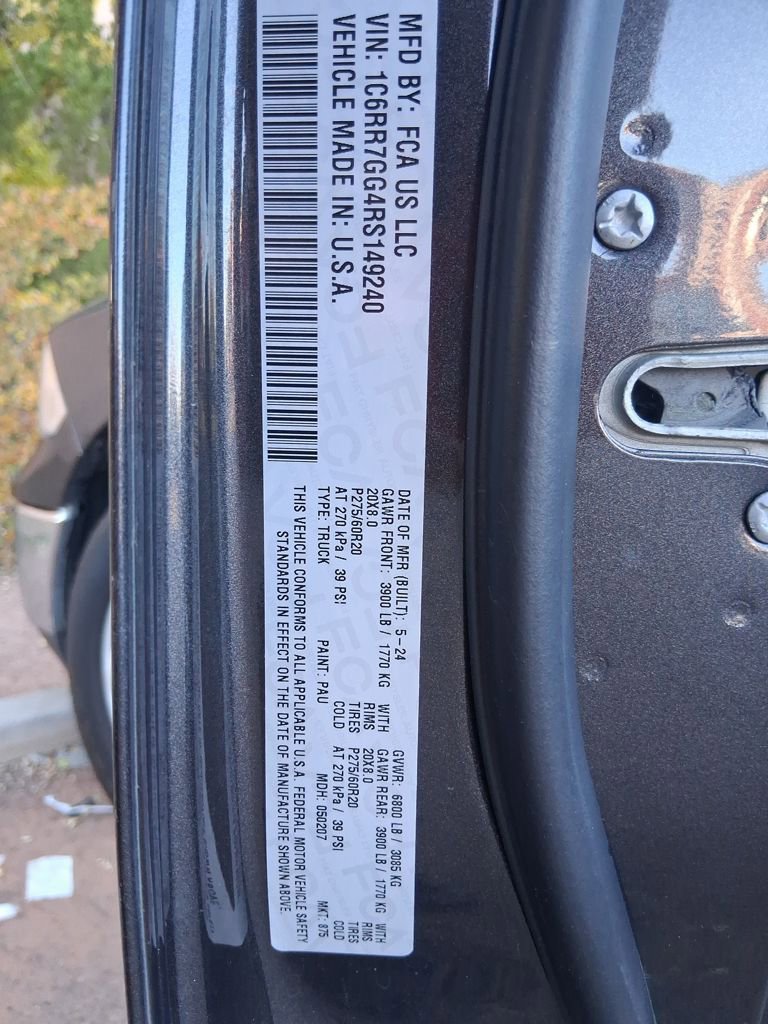 MFD BY: FCA US LLC
VIN: 1C6RR7GG4RS149240
VEHICLE MADE IN: U.S.A.
DATE OF MFR (BUILT): 5-24 GVWR: 6800 LB / 3085 KG
GAWR FRONT: 3900 LB / 1770 KG WITH GAWR REAR: 3900 LB / 1770 KG WITH
20X8.0 RIMS 20X8.0 RIMS
P275/60R20 TIRES P275/60R20 TIRES
AT 270 kPa / 39 PSI COLD AT 270 kPa / 39 PSI COLD
TYPE: TRUCK PAINT: PAU MDH: 050207 MKT: 875
THIS VEHICLE CONFORMS TO ALL APPLICABLE U.S.A. FEDERAL MOTOR VEHICLE SAFETY
STANDARDS IN EFFECT ON THE DATE OF MANUFACTURE SHOWN ABOVE.